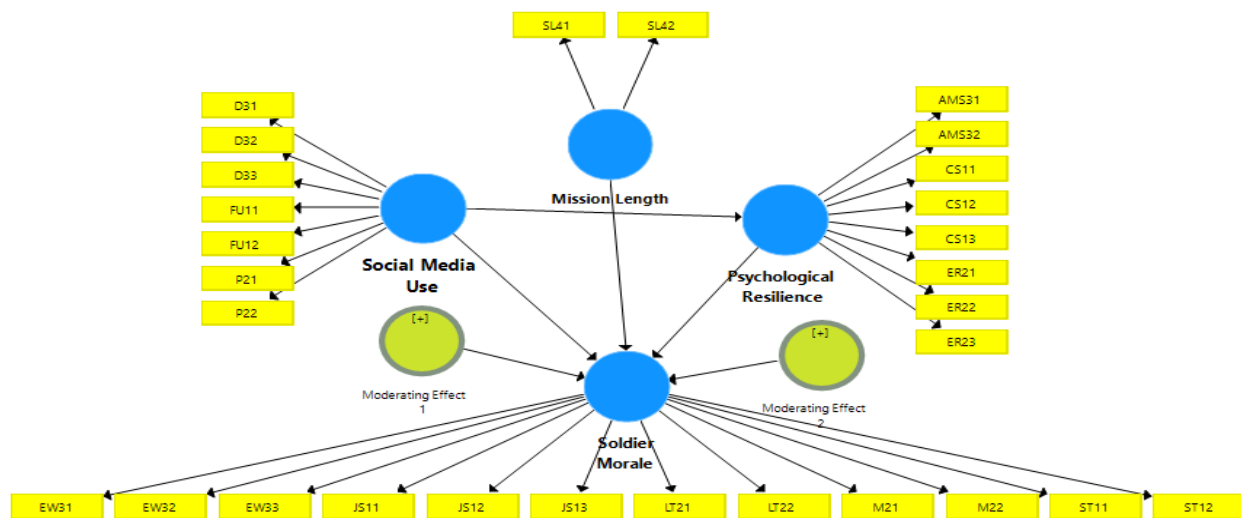 SL41
SL42
D31
D32
D33
FU11
FU12
P21
P22
AMS31
AMS32
CS11
CS12
CS13
ER21
ER22
ER23
Mission Length
Social Media
Use
Psychological
Resilience
[+]
Moderating Effect
1
[+]
Moderating Effect
2
Soldier
Morale
EW31
EW32
EW33
JS11
JS12
JS13
LT21
LT22
M21
M22
ST11
ST12